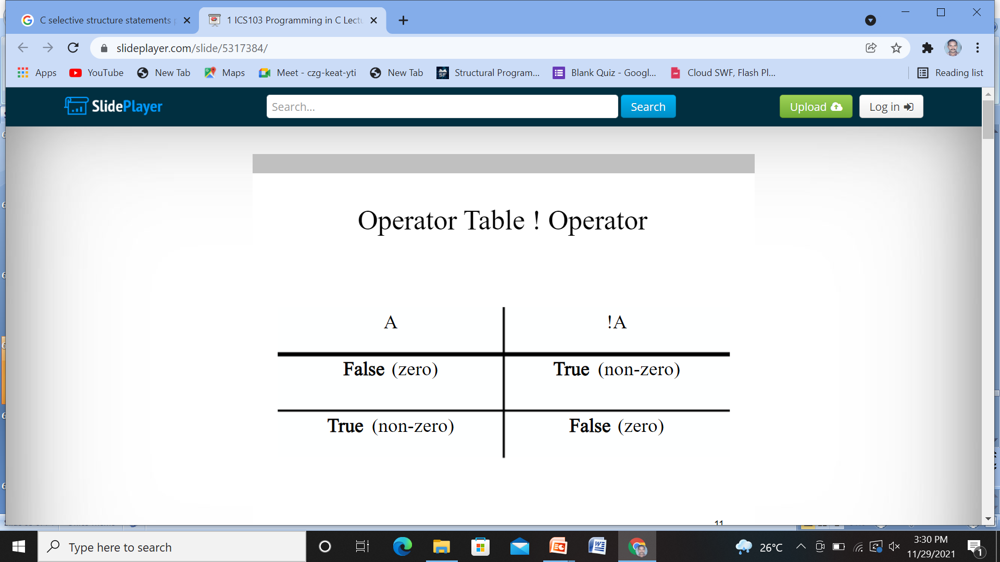 C selective structure statements p
1 ICS103 Programming in C Lectu
slideplayer.com/slide/5317384/
Apps YouTube New Tab Maps Meet - czg-keat-yti New Tab Structural Program... Blank Quiz - Googl... Cloud SWF, Flash Pl... Reading list
SlidePlayer Search... Search Upload Log in
Operator Table ! Operator
A !A
False (zero) True (non-zero)
True (non-zero) False (zero)
11
Type here to search
26°C
3:30 PM
11/29/2021
1